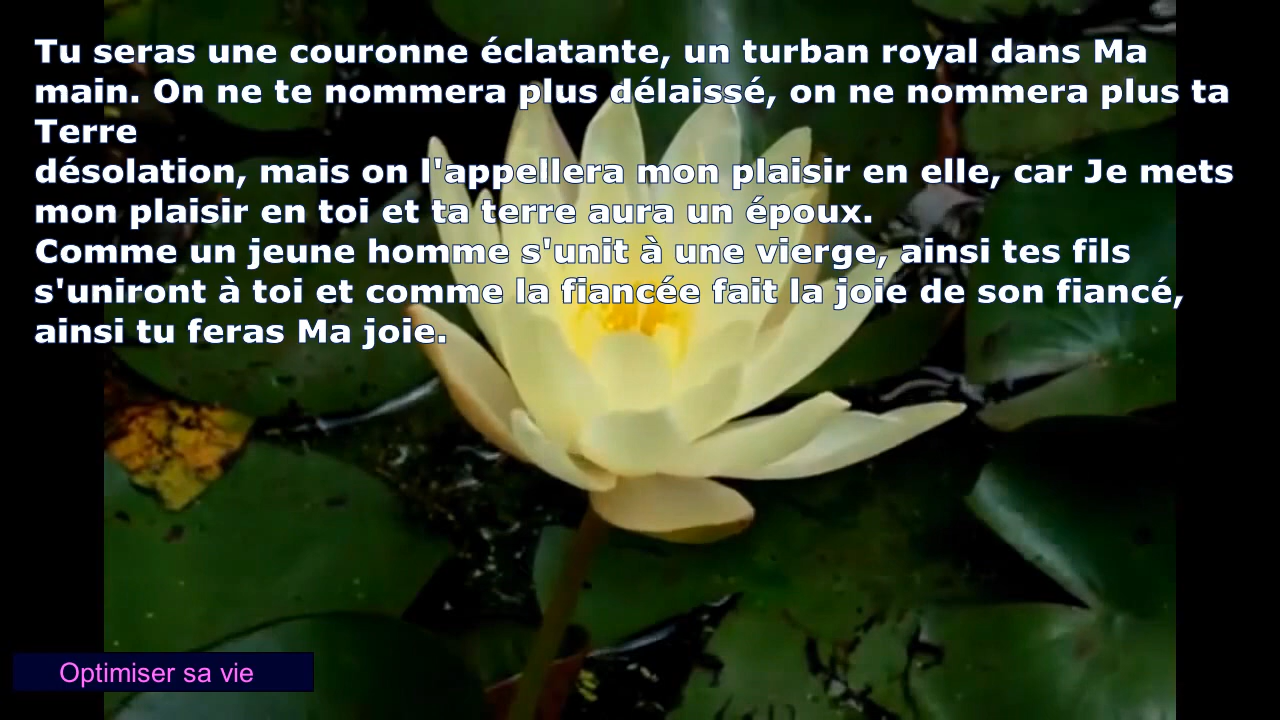 Tu seras une couronne éclatante, un turban royal dans Ma
main. On ne te nommera plus délaissé, on ne nommera plus ta
Terre
désolation, mais on l'appellera mon plaisir en elle, car Je mets
mon plaisir en toi et ta terre aura un époux.
Comme un jeune homme s'unit à une vierge, ainsi tes fils
s'uniront à toi et comme la fiancée fait la joie de son fiancé,
ainsi tu feras Ma joie.
Optimiser sa vie